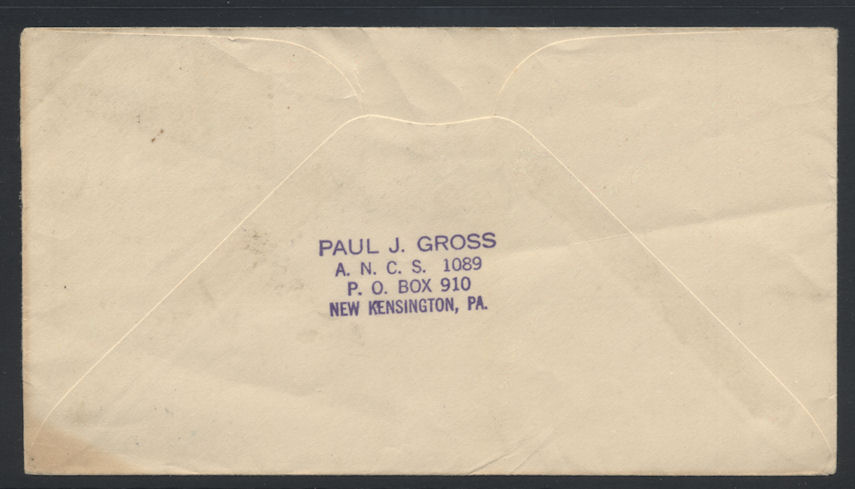 PAUL J. GROSS
A. N. C. S. 1089
P. O. BOX 910
NEW KENSINGTON, PA.